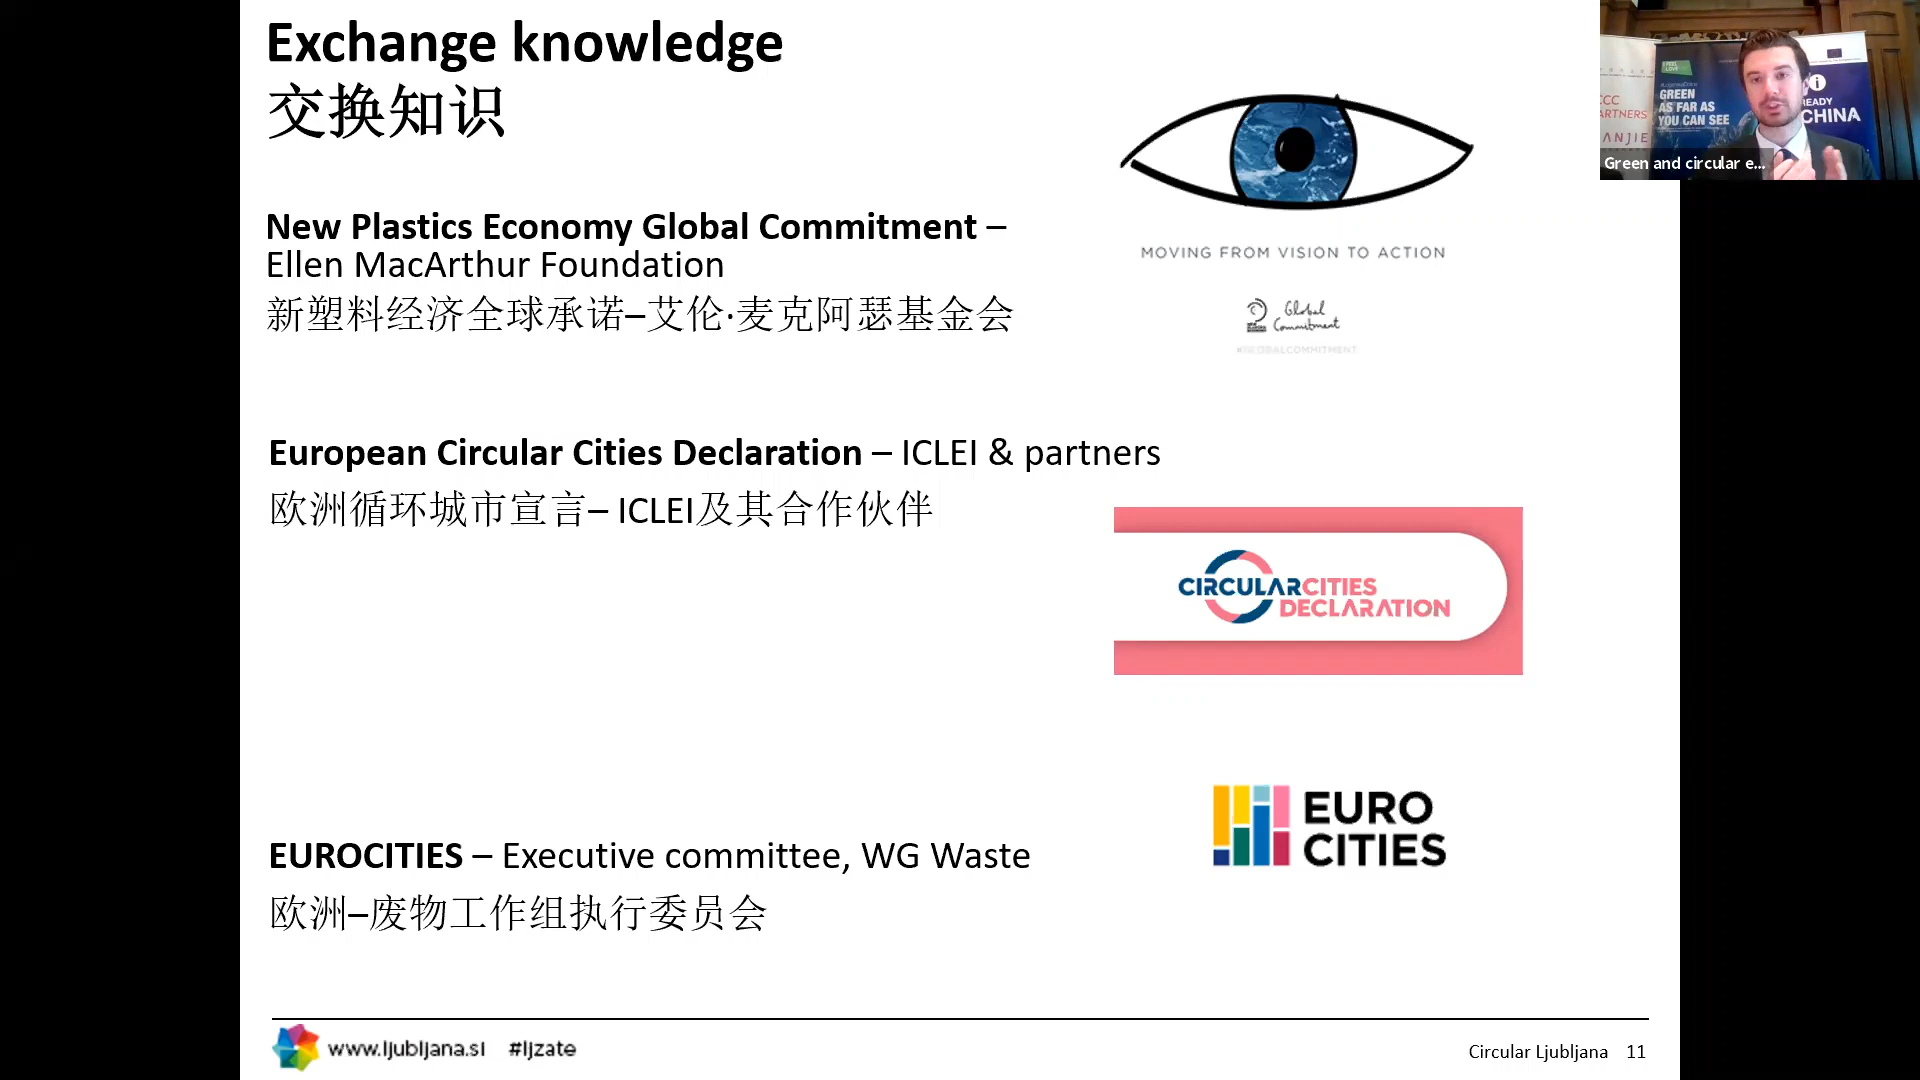 Exchange knowledge
交换知识
New Plastics Economy Global Commitment –
Ellen MacArthur Foundation
新塑料经济全球承诺–艾伦·麦克阿瑟基金会
MOVING FROM VISION TO ACTION
Global
Commitment
#GLOBALCOMMITMENT
European Circular Cities Declaration – ICLEI & partners
欧洲循环城市宣言– ICLEI及其合作伙伴
CIRCULARCITIES
DECLARATION
EURO
CITIES
EUROCITIES – Executive committee, WG Waste
欧洲–废物工作组执行委员会
www.ljubljana.si #ljzate
Circular Ljubljana 11
CCC
GREEN
AS FAR AS
YOU CAN SEE
CHINA
Green and circular e...